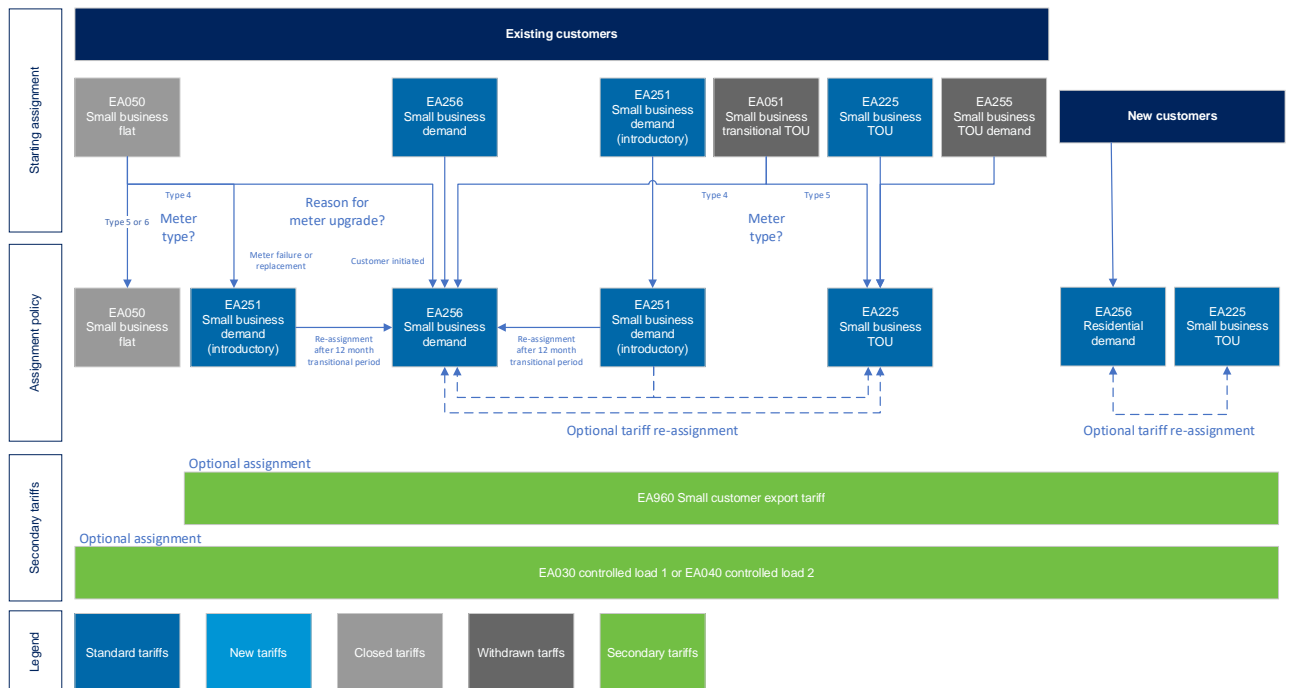 Starting assignment
Existing customers
EA050
Small business
flat
EA256
Small business
demand
EA251
Small business
demand
(introductory)
EA051
Small business
transitional TOU
EA225
Small business
TOU
EA255
Small business
TOU demand
New customers
Type 4
Type 5 or 6
Meter
type?
Reason for
meter upgrade?
Meter failure or
replacement
Customer initiated
Type 4
Type 5
Meter
type?
Assignment policy
EA050
Small business
flat
EA251
Small business
demand
(introductory)
Re-assignment
after 12 month
transitional period
EA256
Small business
demand
Re-assignment
after 12 month
transitional period
EA251
Small business
demand
(introductory)
EA225
Small business
TOU
EA256
Residential
demand
EA225
Small business
TOU
Optional tariff re-assignment
Optional tariff re-assignment
Secondary tariffs
Optional assignment
EA960 Small customer export tariff
Optional assignment
EA030 controlled load 1 or EA040 controlled load 2
Legend
Standard tariffs
New tariffs
Closed tariffs
Withdrawn tariffs
Secondary tariffs